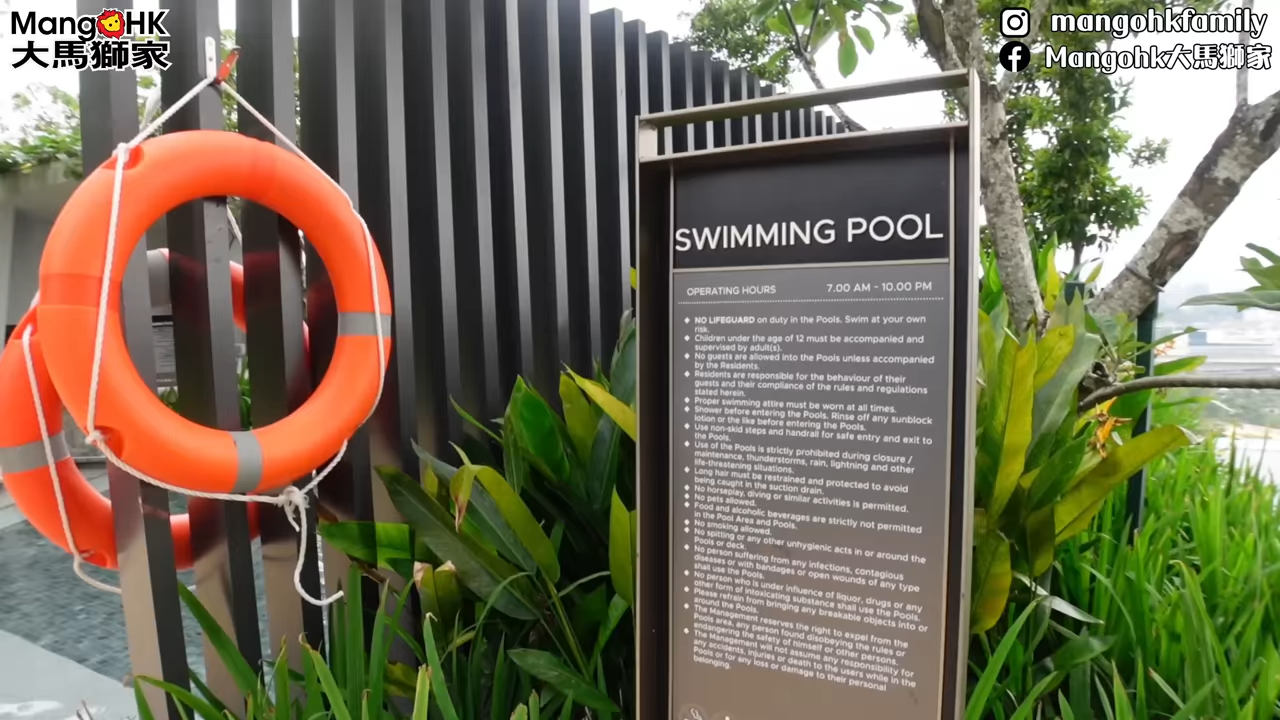 MangoHK
大馬獅家
mangohkfamily
Mangohk大馬獅家
SWIMMING POOL
OPERATING HOURS 7.00 AM - 10.00 PM
NO LIFEGUARD on duty in the Pools. Swim at your own
risk.
Children under the age of 12 must be accompanied and
supervised by adult(s).
No guests are allowed into the Pools unless accompanied
by the Residents.
Residents are responsible for the behaviour of their
guests and their compliance of the rules and regulations
stated herein.
Proper swimming attire must be worn at all times.
Shower before entering the Pools. Rinse off any sunblock
lotion or the like before entering the Pools.
Use non-skid steps and handrail for safe entry and exit to
the Pools.
Use of the Pools is strictly prohibited during closure /
maintenance, thunderstorms, rain, lightning and other
life-threatening situations.
Long hair must be restrained and protected to avoid
being caught in the suction drain.
No horseplay, diving or similar activities is permitted.
No pets allowed.
Food and alcoholic beverages are strictly not permitted
in the Pool Area and Pools.
No smoking allowed.
No spitting or any other unhygienic acts in or around the
Pools or deck.
No person suffering from any infections, contagious
diseases or with bandages or open wounds of any type
shall use the Pools.
No person who is under influence of liquor, drugs or any
other form of intoxicating substance shall use the Pools.
Please refrain from bringing any breakable objects into or
around the Pools.
The Management reserves the right to expel from the
Pools area, any person found disobeying the rules or
endangering the safety of himself or other persons.
The Management will not assume any responsibility for
any accidents, injuries or death to the users while in the
Pools or for any loss or damage to their personal
belonging.